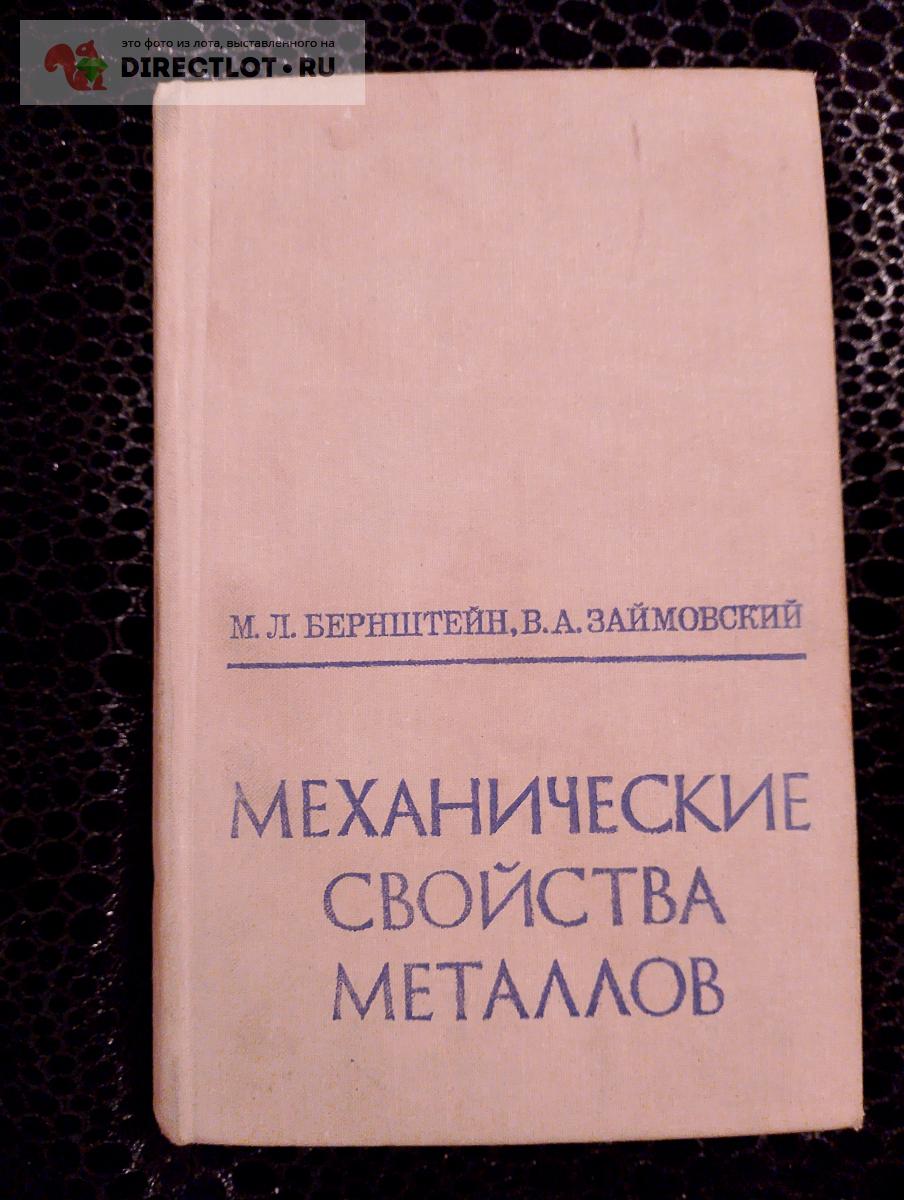 это фото из лота, выставленного на
DIRECTLOT•RU
М. Л. БЕРНШТЕЙН, В. А. ЗАЙМОВСКИЙ
МЕХАНИЧЕСКИЕ
СВОЙСТВА
МЕТАЛЛОВ